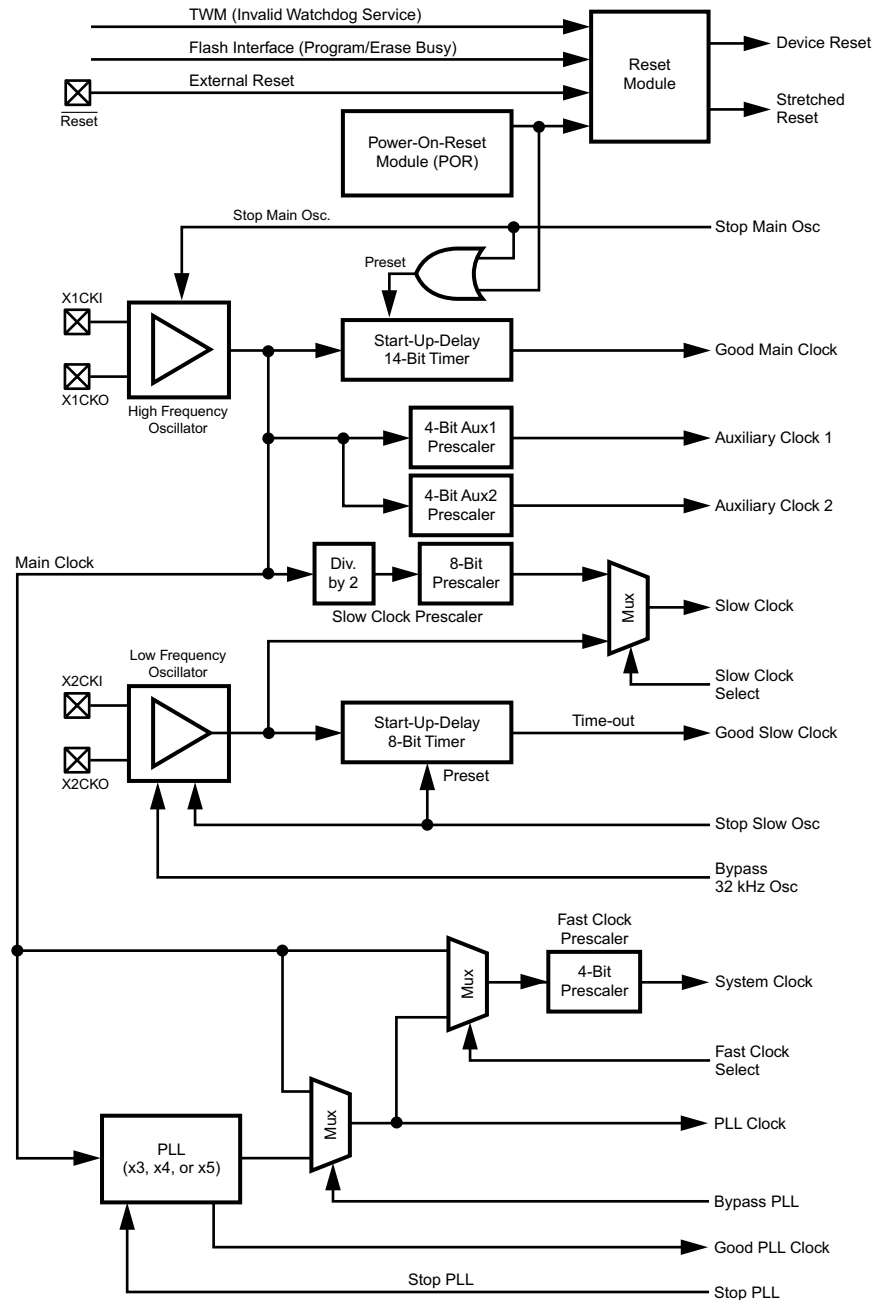 TWM (Invalid Watchdog Service)
Flash Interface (Program/Erase Busy)
External Reset
Reset
Reset
Module
Device Reset
Stretched
Reset
Power-On-Reset
Module (POR)
Stop Main Osc.
Stop Main Osc
Preset
X1CKI
X1CKO
High Frequency
Oscillator
Start-Up-Delay
14-Bit Timer
Good Main Clock
4-Bit Aux1
Prescaler
Auxiliary Clock 1
4-Bit Aux2
Prescaler
Auxiliary Clock 2
Main Clock
Div.
by 2
8-Bit
Prescaler
Slow Clock Prescaler
Mux
Slow Clock
Slow Clock
Select
Low Frequency
Oscillator
X2CKI
X2CKO
Start-Up-Delay
8-Bit Timer
Time-out
Good Slow Clock
Preset
Stop Slow Osc
Bypass
32 kHz Osc
Fast Clock
Prescaler
Mux
4-Bit
Prescaler
System Clock
Fast Clock
Select
Mux
PLL Clock
PLL
(x3, x4, or x5)
Bypass PLL
Good PLL Clock
Stop PLL
Stop PLL